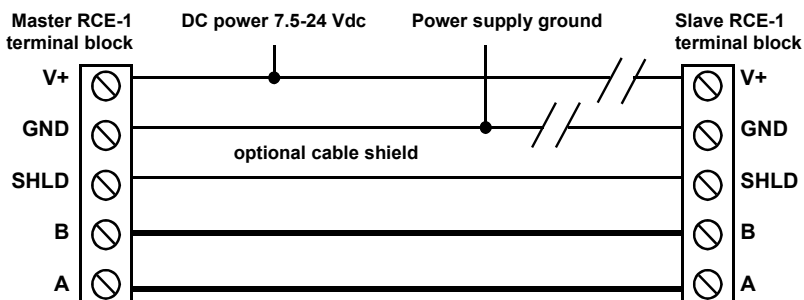 Master RCE-1
terminal block
DC power 7.5-24 Vdc
Power supply ground
Slave RCE-1
terminal block
V+
V+
GND
GND
optional cable shield
SHLD
SHLD
B
B
A
A